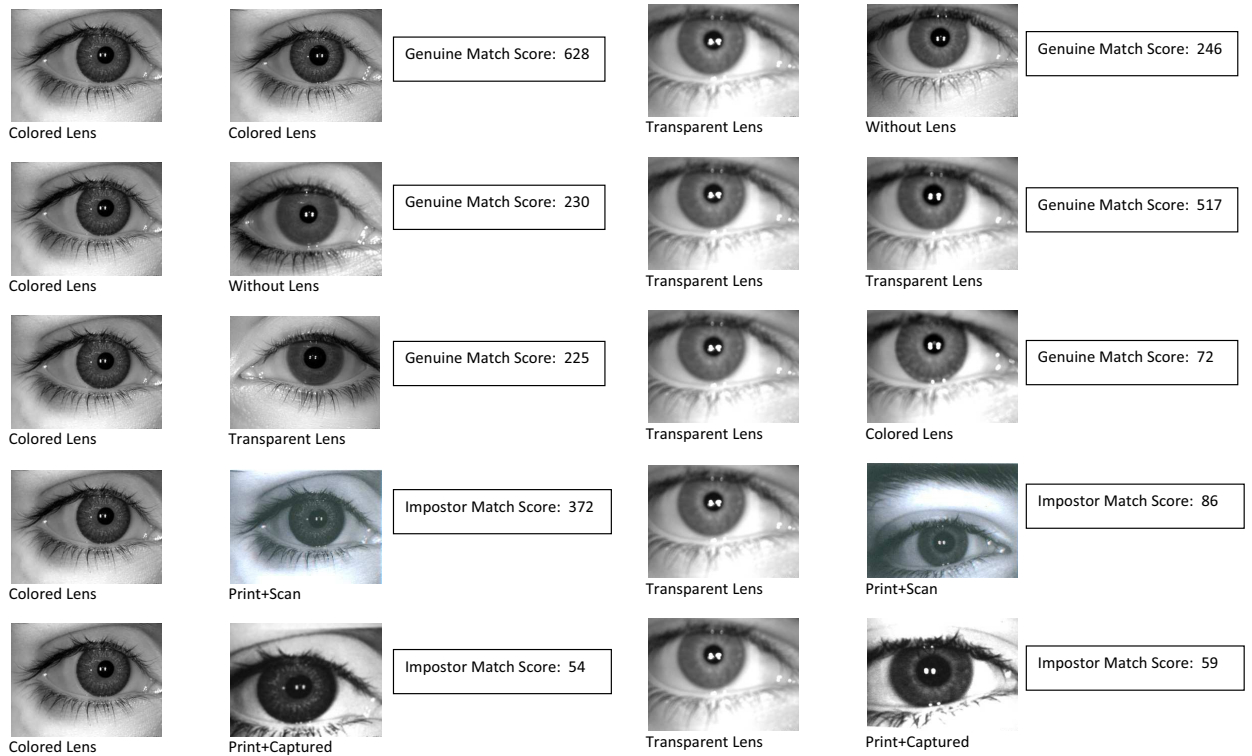 Colored Lens
Colored Lens
Genuine Match Score: 628
Transparent Lens
Without Lens
Genuine Match Score: 246
Colored Lens
Without Lens
Genuine Match Score: 230
Transparent Lens
Transparent Lens
Genuine Match Score: 517
Colored Lens
Transparent Lens
Genuine Match Score: 225
Transparent Lens
Colored Lens
Genuine Match Score: 72
Colored Lens
Print+Scan
Impostor Match Score: 372
Transparent Lens
Print+Scan
Impostor Match Score: 86
Colored Lens
Print+Captured
Impostor Match Score: 54
Transparent Lens
Print+Captured
Impostor Match Score: 59